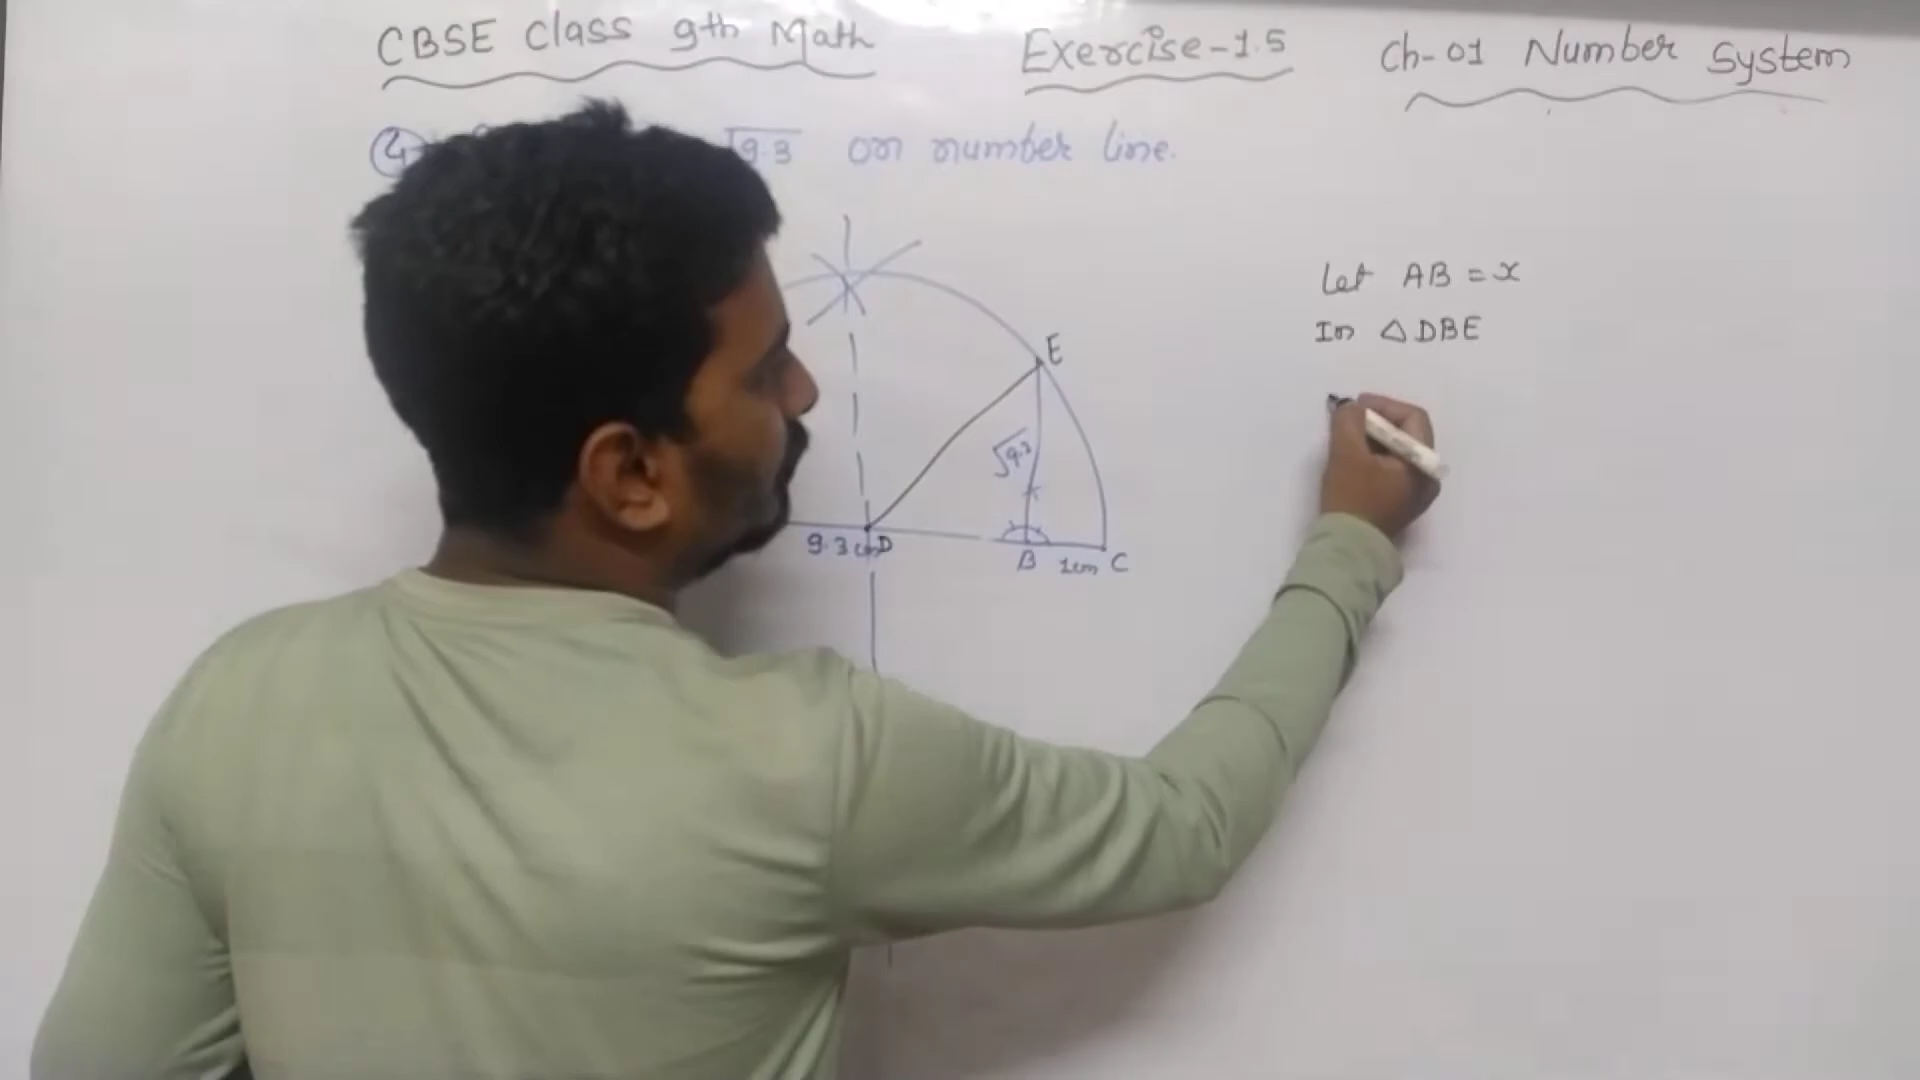 CBSE Class 9th Math Exercise-1.5 Ch-01 Number System
4 √9.3 on number line.
Let AB = x
In △DBE
E
√9.3
9.3 cm D
B 1cm C